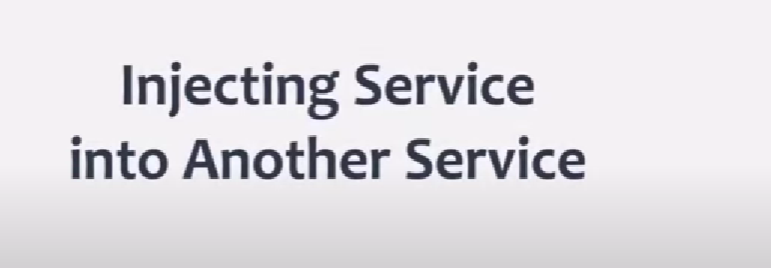 Injecting Service
into Another Service